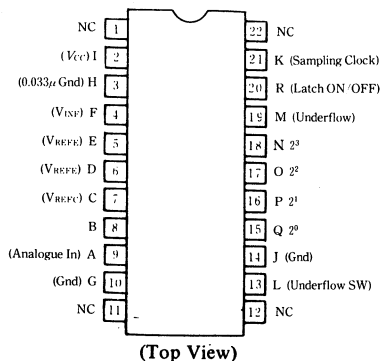 NC 1
(Vcc) I 2
(0.033μ Gnd) H 3
(VINF) F 4
(VREFE) E 5
(VREFE) D 6
(VREFC) C 7
B 8
(Analogue In) A 9
(Gnd) G 10
NC 11
22 NC
21 K (Sampling Clock)
20 R (Latch ON/OFF)
19 M (Underflow)
18 N 2³
17 O 2²
16 P 2¹
15 Q 2⁰
14 J (Gnd)
13 L (Underflow SW)
12 NC
(Top View)